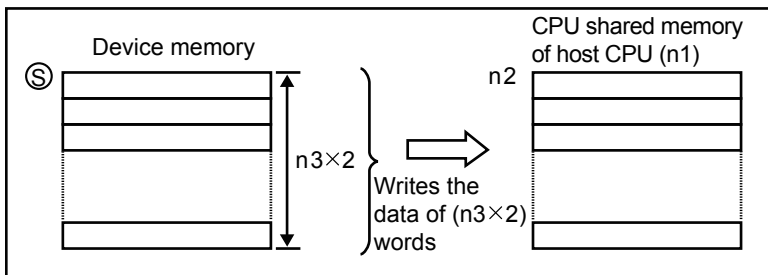 Device memory
CPU shared memory
of host CPU (n1)
Ⓢ
n2
n3×2
Writes the
data of (n3×2)
words